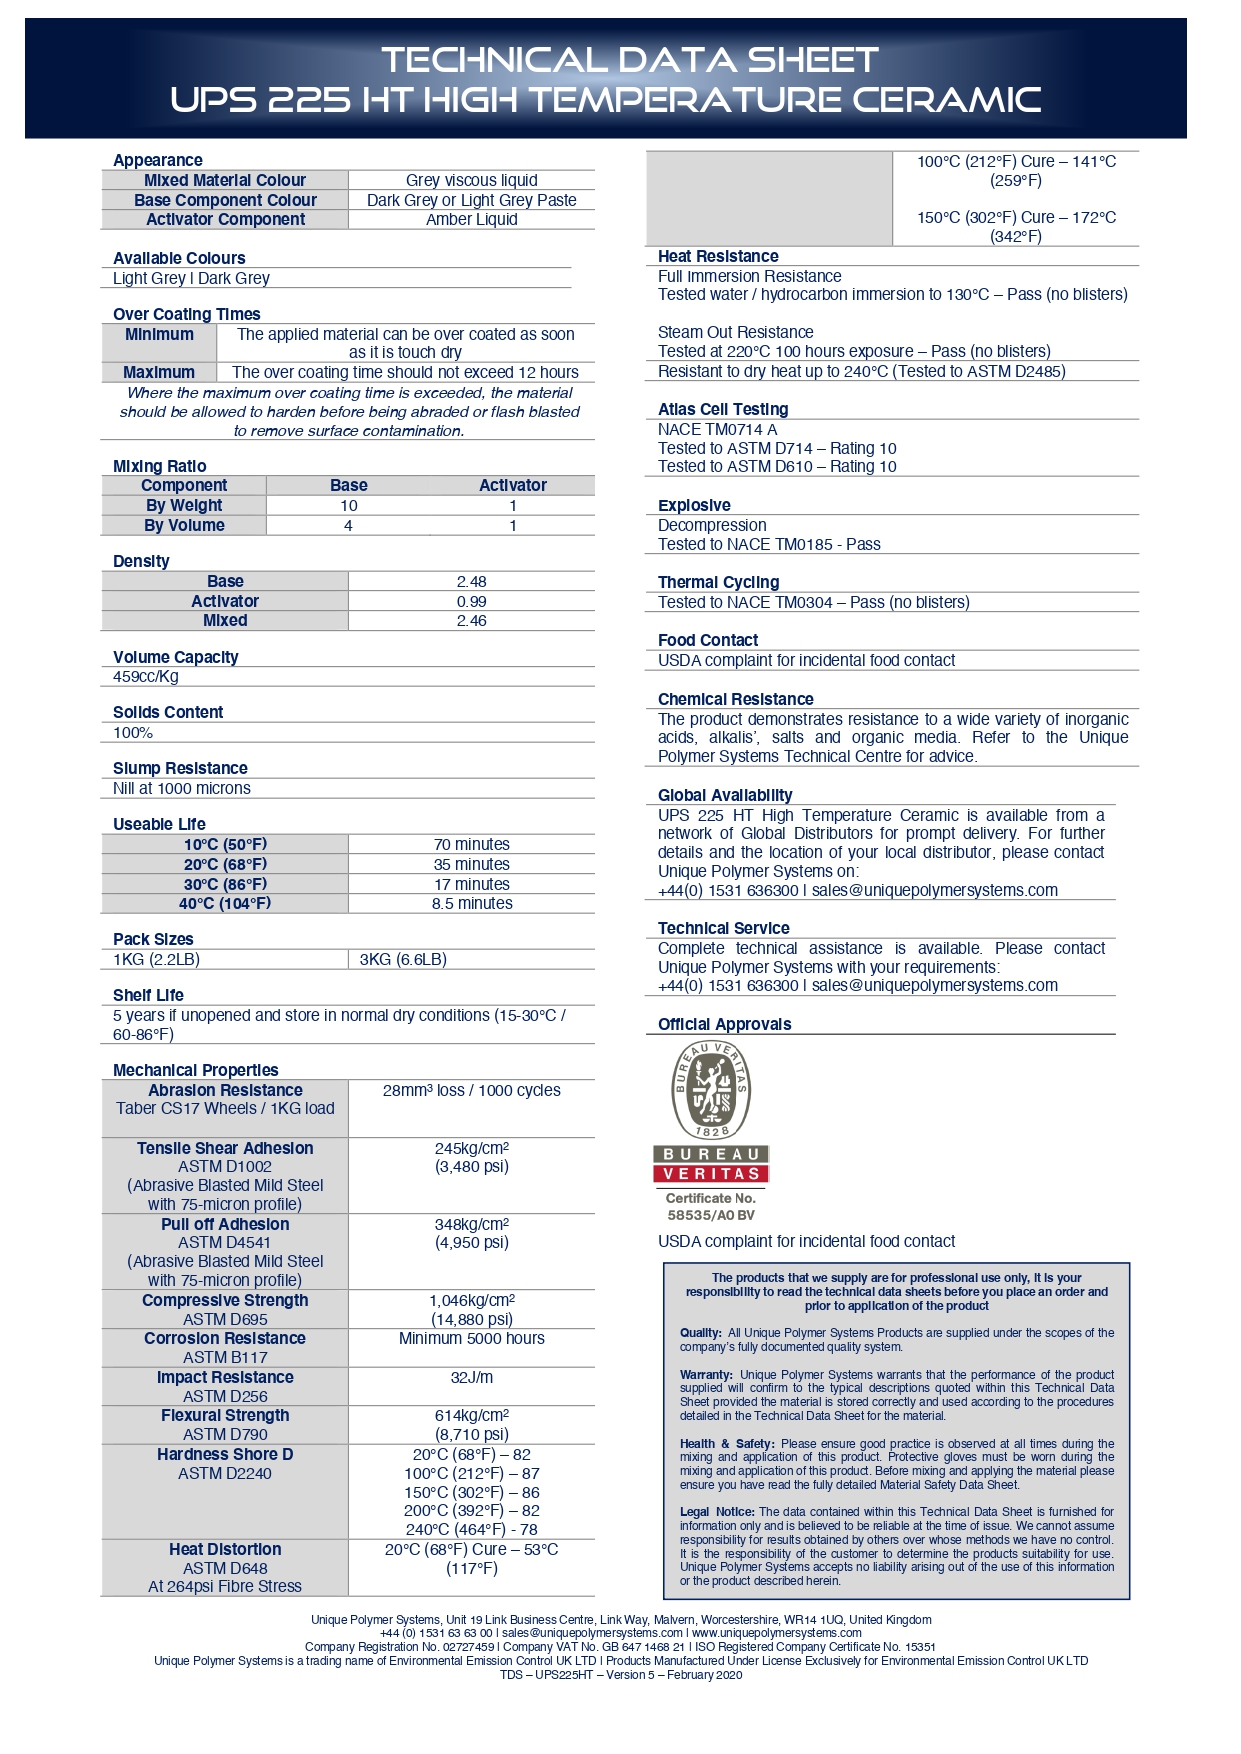 TECHNICAL DATA SHEET
UPS 225 HT HIGH TEMPERATURE CERAMIC
Appearance
Mixed Material Colour Grey viscous liquid
Base Component Colour Dark Grey or Light Grey Paste
Activator Component Amber Liquid
Available Colours
Light Grey | Dark Grey
Over Coating Times
Minimum The applied material can be over coated as soon
as it is touch dry
Maximum The over coating time should not exceed 12 hours
Where the maximum over coating time is exceeded, the material
should be allowed to harden before being abraded or flash blasted
to remove surface contamination.
Mixing Ratio
Component Base Activator
By Weight 10 1
By Volume 4 1
Density
Base 2.48
Activator 0.99
Mixed 2.46
Volume Capacity
459cc/Kg
Solids Content
100%
Slump Resistance
Nill at 1000 microns
Useable Life
10°C (50°F) 70 minutes
20°C (68°F) 35 minutes
30°C (86°F) 17 minutes
40°C (104°F) 8.5 minutes
Pack Sizes
1KG (2.2LB) 3KG (6.6LB)
Shelf Life
5 years if unopened and store in normal dry conditions (15-30°C /
60-86°F)
Mechanical Properties
Abrasion Resistance 28mm³ loss / 1000 cycles
Taber CS17 Wheels / 1KG load
Tensile Shear Adhesion 245kg/cm²
ASTM D1002 (3,480 psi)
(Abrasive Blasted Mild Steel
with 75-micron profile)
Pull off Adhesion 348kg/cm²
ASTM D4541 (4,950 psi)
(Abrasive Blasted Mild Steel
with 75-micron profile)
Compressive Strength 1,046kg/cm²
ASTM D695 (14,880 psi)
Corrosion Resistance Minimum 5000 hours
ASTM B117
Impact Resistance 32J/m
ASTM D256
Flexural Strength 614kg/cm²
ASTM D790 (8,710 psi)
Hardness Shore D 20°C (68°F) – 82
ASTM D2240 100°C (212°F) – 87
150°C (302°F) – 86
200°C (392°F) – 82
240°C (464°F) - 78
Heat Distortion 20°C (68°F) Cure – 53°C
ASTM D648 (117°F)
At 264psi Fibre Stress
100°C (212°F) Cure – 141°C
(259°F)
150°C (302°F) Cure – 172°C
(342°F)
Heat Resistance
Full Immersion Resistance
Tested water / hydrocarbon immersion to 130°C – Pass (no blisters)
Steam Out Resistance
Tested at 220°C 100 hours exposure – Pass (no blisters)
Resistant to dry heat up to 240°C (Tested to ASTM D2485)
Atlas Cell Testing
NACE TM0714 A
Tested to ASTM D714 – Rating 10
Tested to ASTM D610 – Rating 10
Explosive
Decompression
Tested to NACE TM0185 - Pass
Thermal Cycling
Tested to NACE TM0304 – Pass (no blisters)
Food Contact
USDA complaint for incidental food contact
Chemical Resistance
The product demonstrates resistance to a wide variety of inorganic
acids, alkalis’, salts and organic media. Refer to the Unique
Polymer Systems Technical Centre for advice.
Global Availability
UPS 225 HT High Temperature Ceramic is available from a
network of Global Distributors for prompt delivery. For further
details and the location of your local distributor, please contact
Unique Polymer Systems on:
+44(0) 1531 636300 | sales@uniquepolymersystems.com
Technical Service
Complete technical assistance is available. Please contact
Unique Polymer Systems with your requirements:
+44(0) 1531 636300 | sales@uniquepolymersystems.com
Official Approvals
BUREAU VERITAS
1828
BUREAU
VERITAS
Certificate No.
58535/A0 BV
USDA complaint for incidental food contact
The products that we supply are for professional use only, it is your
responsibility to read the technical data sheets before you place an order and
prior to application of the product
Quality: All Unique Polymer Systems Products are supplied under the scopes of the
company’s fully documented quality system.
Warranty: Unique Polymer Systems warrants that the performance of the product
supplied will confirm to the typical descriptions quoted within this Technical Data
Sheet provided the material is stored correctly and used according to the procedures
detailed in the Technical Data Sheet for the material.
Health & Safety: Please ensure good practice is observed at all times during the
mixing and application of this product. Protective gloves must be worn during the
mixing and application of this product. Before mixing and applying the material please
ensure you have read the fully detailed Material Safety Data Sheet.
Legal Notice: The data contained within this Technical Data Sheet is furnished for
information only and is believed to be reliable at the time of issue. We cannot assume
responsibility for results obtained by others over whose methods we have no control.
It is the responsibility of the customer to determine the products suitability for use.
Unique Polymer Systems accepts no liability arising out of the use of this information
or the product described herein.
Unique Polymer Systems, Unit 19 Link Business Centre, Link Way, Malvern, Worcestershire, WR14 1UQ, United Kingdom
+44 (0) 1531 63 63 00 | sales@uniquepolymersystems.com | www.uniquepolymersystems.com
Company Registration No. 02727459 | Company VAT No. GB 647 1468 21 | ISO Registered Company Certificate No. 15351
Unique Polymer Systems is a trading name of Environmental Emission Control UK LTD | Products Manufactured Under License Exclusively for Environmental Emission Control UK LTD
TDS – UPS225HT – Version 5 – February 2020